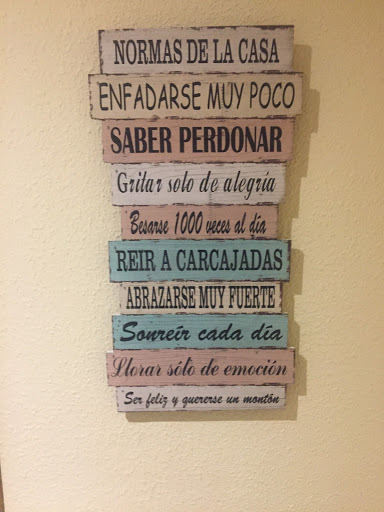 NORMAS DE LA CASA
ENFADARSE MUY POCO
SABER PERDONAR
Gritar solo de alegría
Besarse 1000 veces al día
REIR A CARCAJADAS
ABRAZARSE MUY FUERTE
Sonreír cada día
Llorar sólo de emoción
Ser feliz y quererse un montón